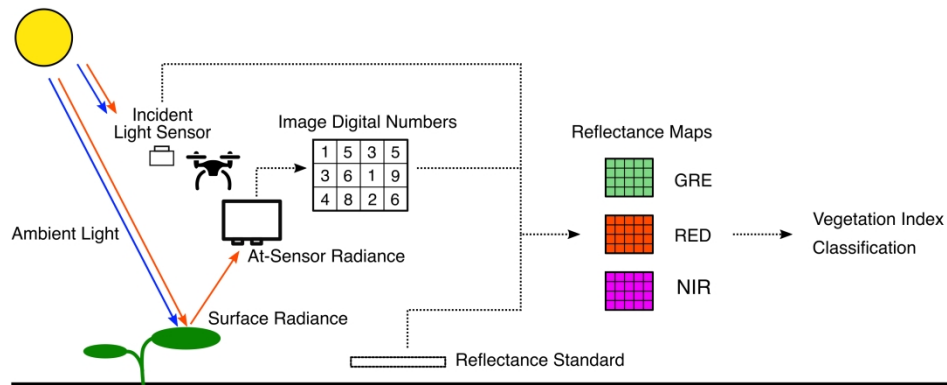 Incident
Light Sensor
Image Digital Numbers
1 5 3 5
3 6 1 9
4 8 2 6
Reflectance Maps
GRE
RED
NIR
Vegetation Index
Classification
Ambient Light
At-Sensor Radiance
Surface Radiance
Reflectance Standard